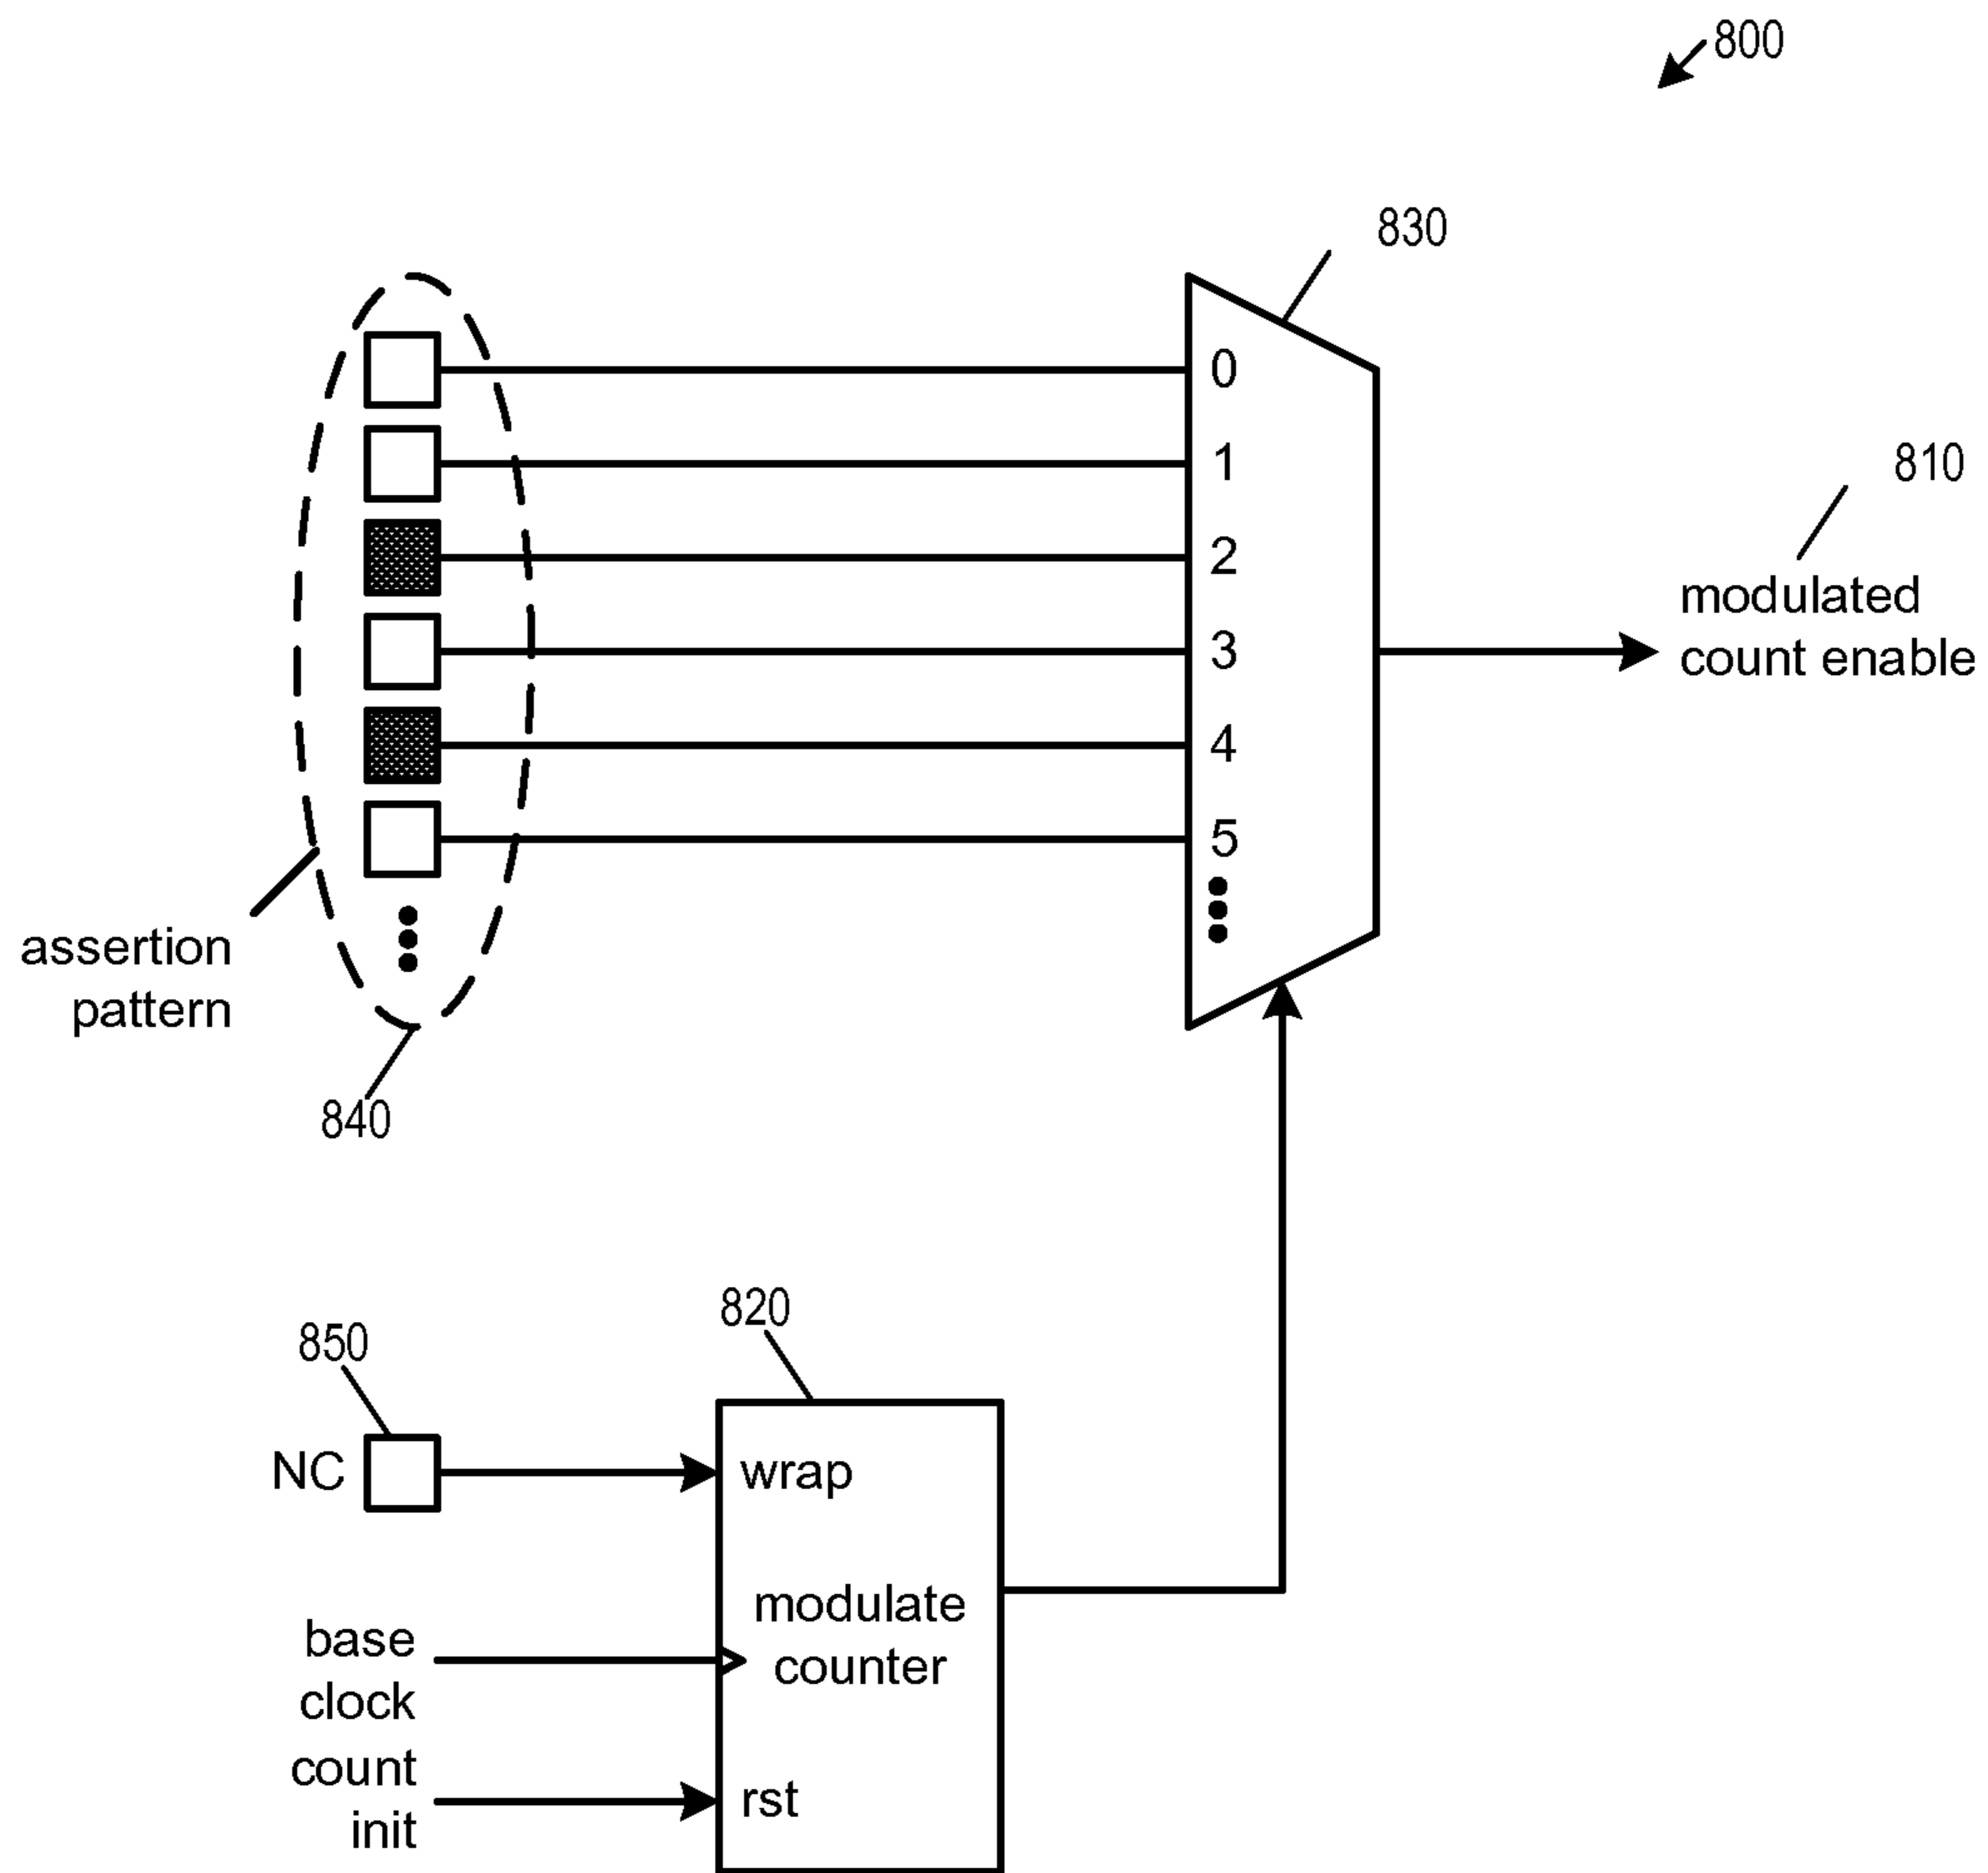 800
830
0
1
2
3
4
5
810
modulated
count enable
assertion
pattern
840
850
820
NC
wrap
modulate
counter
base
clock
count
init
rst